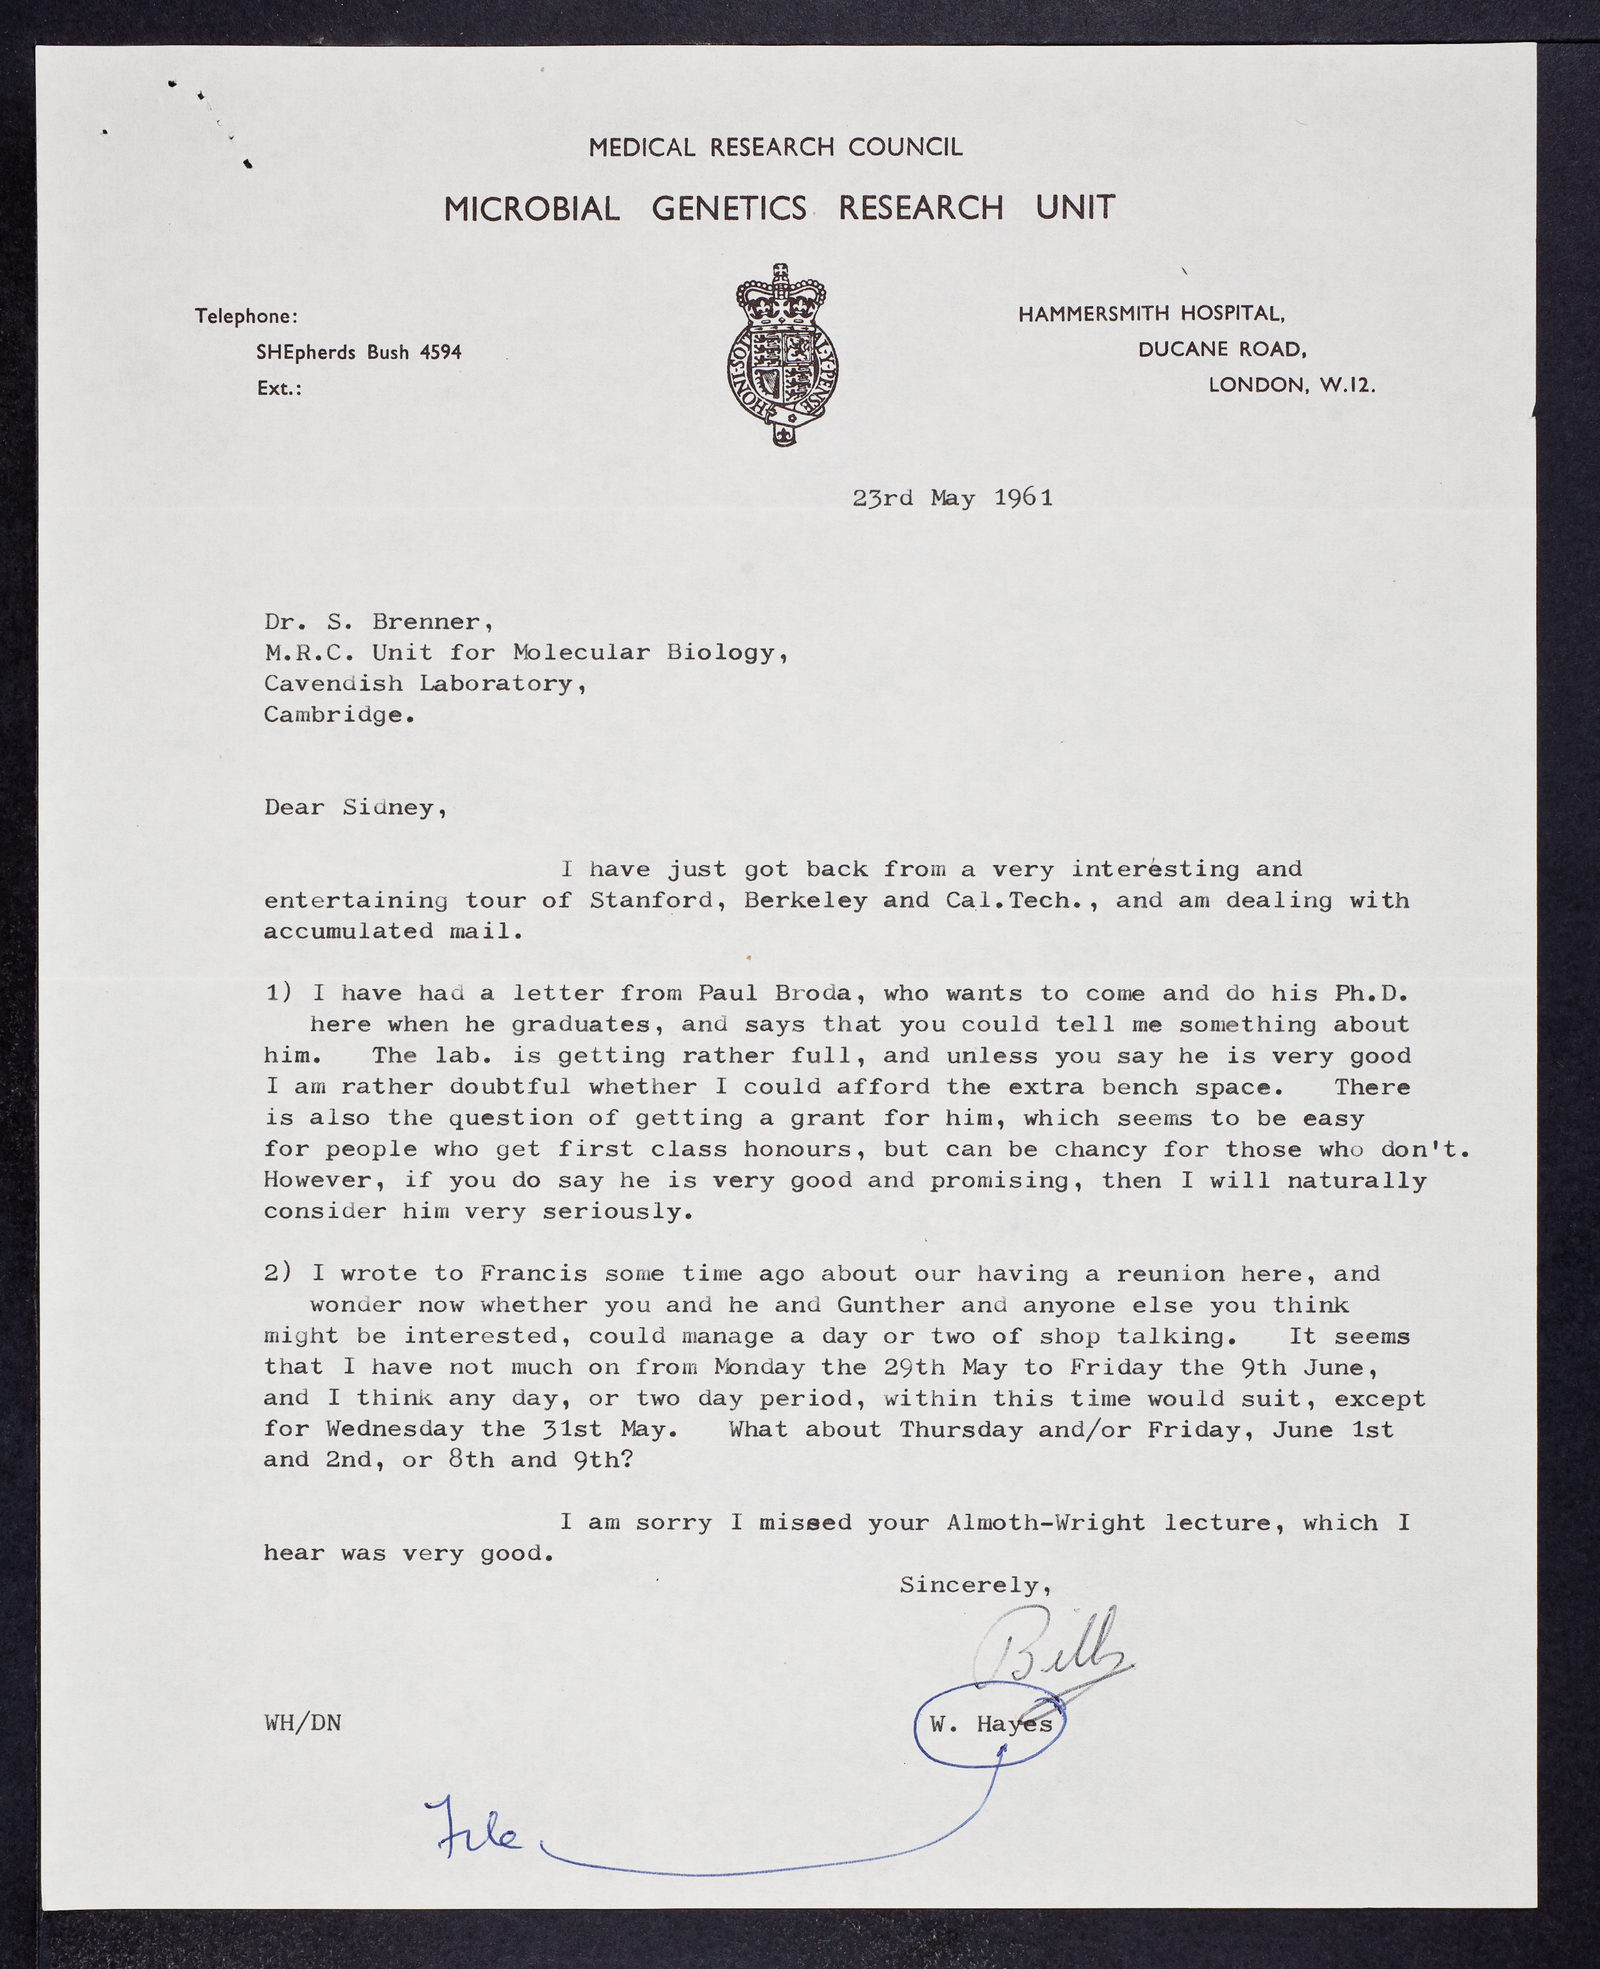 MEDICAL RESEARCH COUNCIL
MICROBIAL GENETICS RESEARCH UNIT
Telephone:
SHEpherds Bush 4594
Ext.:
HONI·SOIT
MAL·Y·PENSE
HAMMERSMITH HOSPITAL,
DUCANE ROAD,
LONDON, W.12.
23rd May 1961
Dr. S. Brenner,
M.R.C. Unit for Molecular Biology,
Cavendish Laboratory,
Cambridge.
Dear Sidney,
I have just got back from a very interesting and
entertaining tour of Stanford, Berkeley and Cal.Tech., and am dealing with
accumulated mail.
1) I have had a letter from Paul Broda, who wants to come and do his Ph.D.
here when he graduates, and says that you could tell me something about
him. The lab. is getting rather full, and unless you say he is very good
I am rather doubtful whether I could afford the extra bench space. There
is also the question of getting a grant for him, which seems to be easy
for people who get first class honours, but can be chancy for those who don't.
However, if you do say he is very good and promising, then I will naturally
consider him very seriously.
2) I wrote to Francis some time ago about our having a reunion here, and
wonder now whether you and he and Gunther and anyone else you think
might be interested, could manage a day or two of shop talking. It seems
that I have not much on from Monday the 29th May to Friday the 9th June,
and I think any day, or two day period, within this time would suit, except
for Wednesday the 31st May. What about Thursday and/or Friday, June 1st
and 2nd, or 8th and 9th?
I am sorry I missed your Almoth-Wright lecture, which I
hear was very good.
Sincerely,
Bill
W. Hayes
WH/DN
File